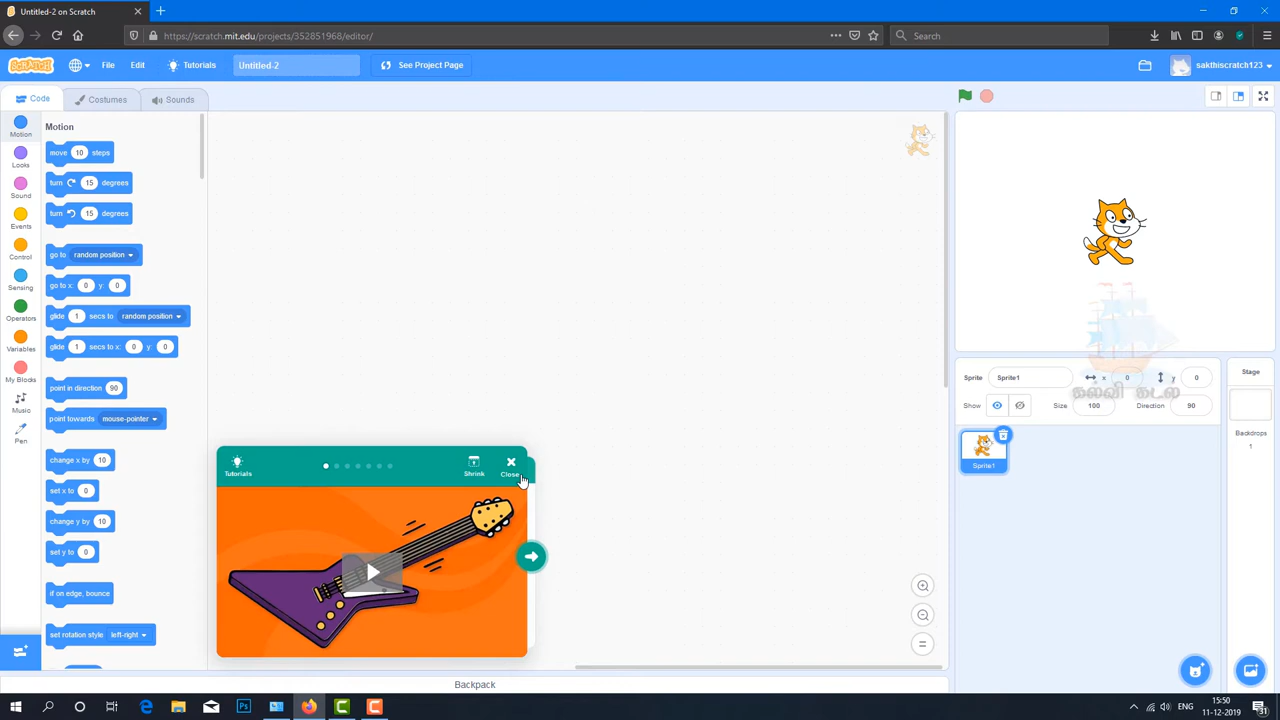 Untitled-2 on Scratch
https://scratch.mit.edu/projects/352851968/editor/
Search
SCRATCH
File
Edit
Tutorials
Untitled-2
See Project Page
sakthiscratch123
Code
Costumes
Sounds
Motion
Looks
Sound
Events
Control
Sensing
Operators
Variables
My Blocks
Music
Pen
Motion
move 10 steps
turn 15 degrees
turn 15 degrees
go to random position
go to x: 0 y: 0
glide 1 secs to random position
glide 1 secs to x: 0 y: 0
point in direction 90
point towards mouse-pointer
change x by 10
set x to 0
change y by 10
set y to 0
if on edge, bounce
set rotation style left-right
Tutorials
Shrink
Close
Backpack
Sprite Sprite1 x 0 y 0
கல்வி கடல்
Show Size 100 Direction 90
Sprite1
Stage
Backdrops
1
ENG
15:50
11-12-2019
31